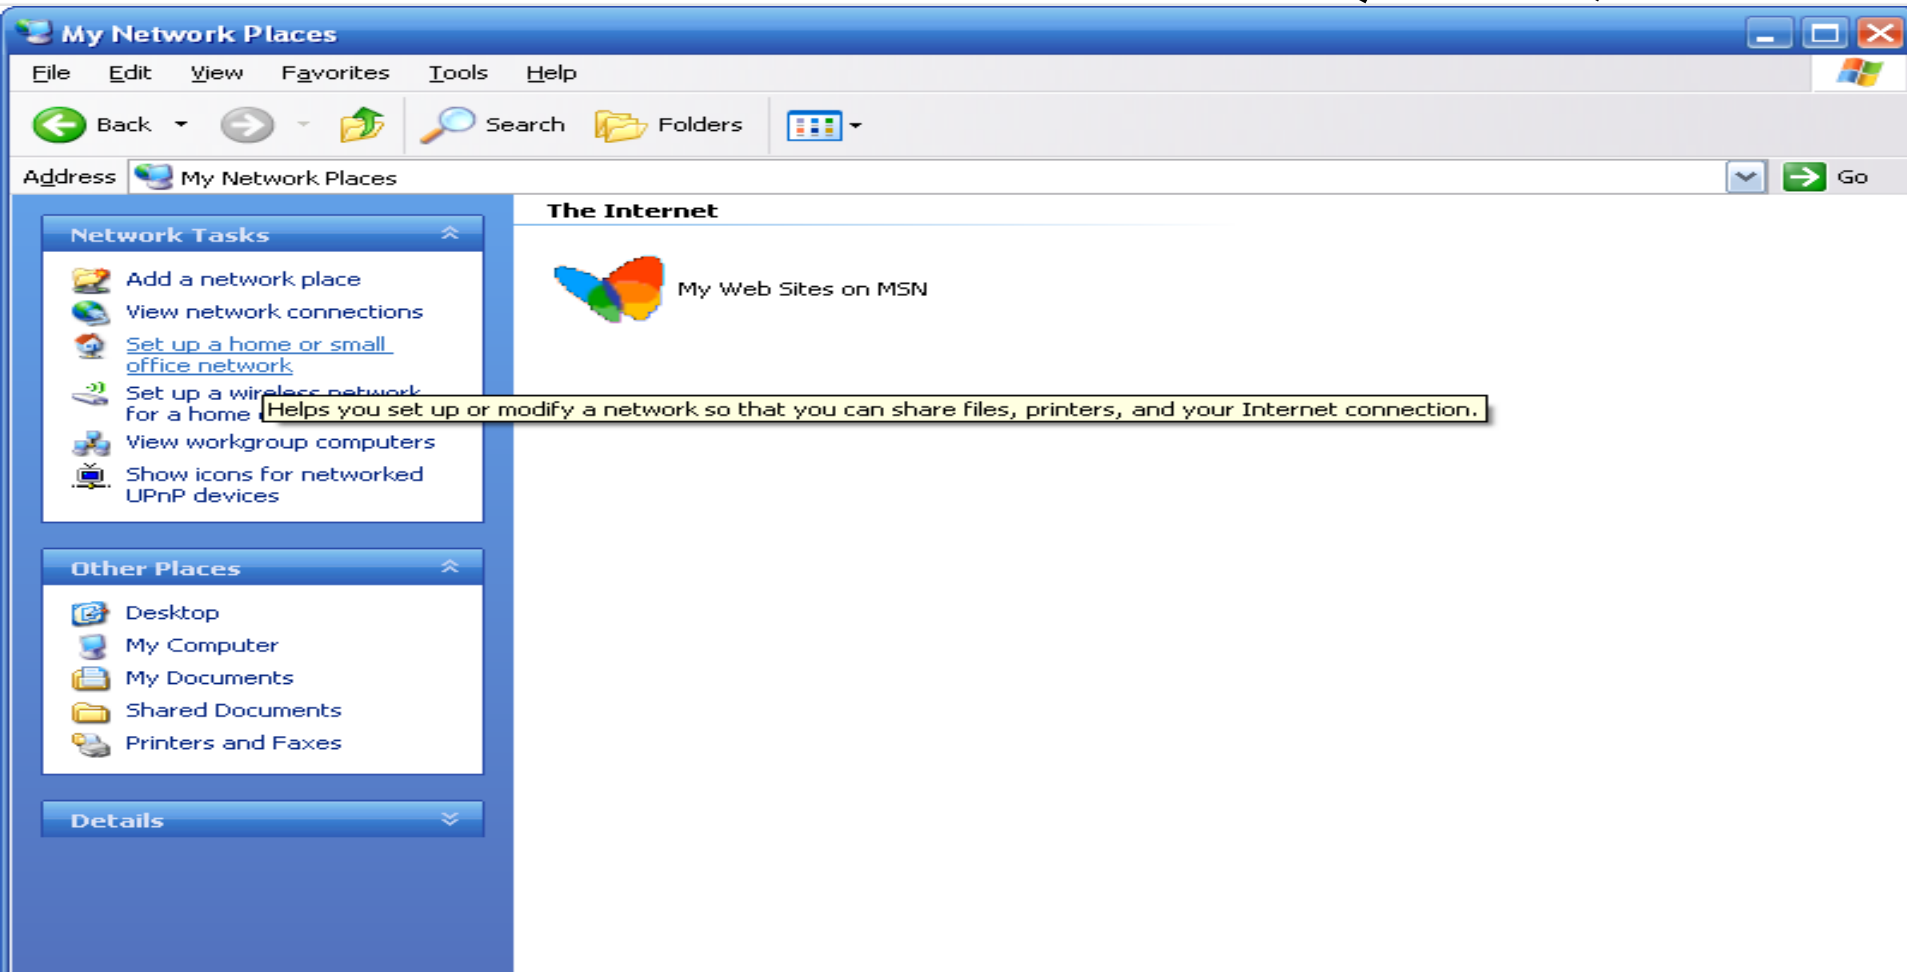 My Network Places
File Edit View Favorites Tools Help
Back Search Folders
Address My Network Places Go
Network Tasks
Add a network place
View network connections
Set up a home or small
office network
Set up a wireless network
for a home
View workgroup computers
Show icons for networked
UPnP devices
Other Places
Desktop
My Computer
My Documents
Shared Documents
Printers and Faxes
Details
The Internet
My Web Sites on MSN
Helps you set up or modify a network so that you can share files, printers, and your Internet connection.